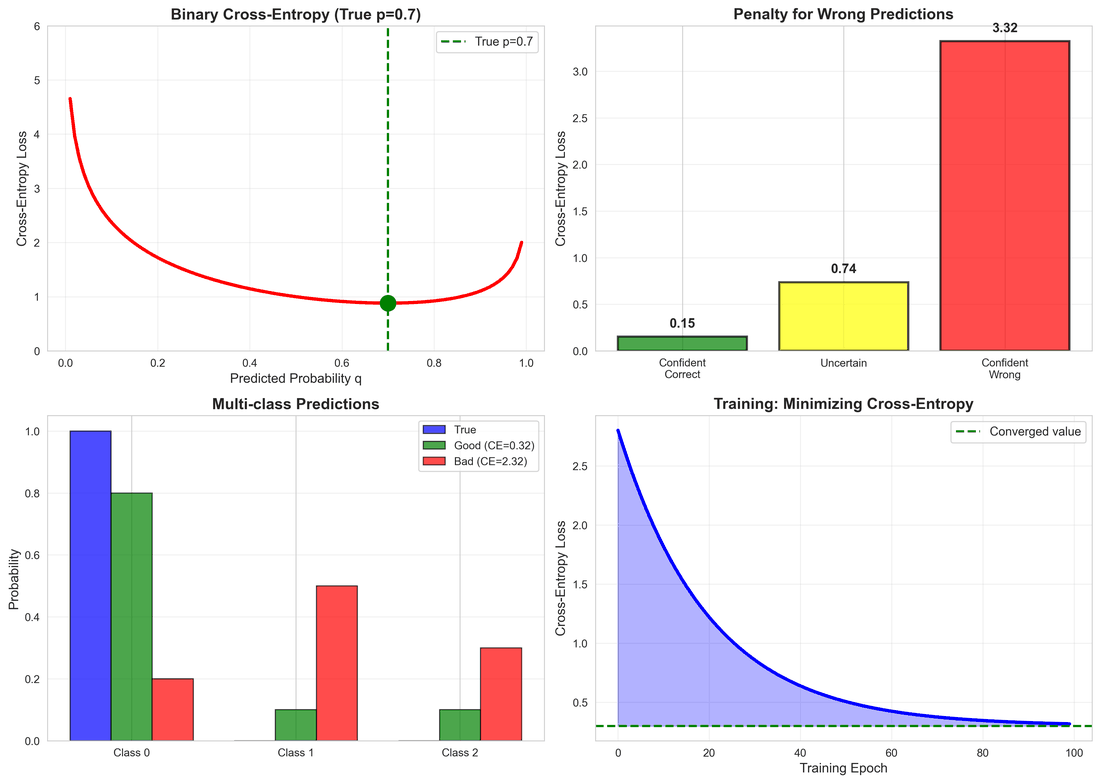 Binary Cross-Entropy (True p=0.7)
6
5
4
3
2
1
0
Cross-Entropy Loss
True p=0.7
0.0 0.2 0.4 0.6 0.8 1.0
Predicted Probability q
Penalty for Wrong Predictions
3.5
3.0
2.5
2.0
1.5
1.0
0.5
0.0
Cross-Entropy Loss
0.15
0.74
3.32
Confident
Correct
Uncertain
Confident
Wrong
Multi-class Predictions
1.0
0.8
0.6
0.4
0.2
0.0
Probability
True
Good (CE=0.32)
Bad (CE=2.32)
Class 0 Class 1 Class 2
Training: Minimizing Cross-Entropy
2.5
2.0
1.5
1.0
0.5
Cross-Entropy Loss
Converged value
0 20 40 60 80 100
Training Epoch